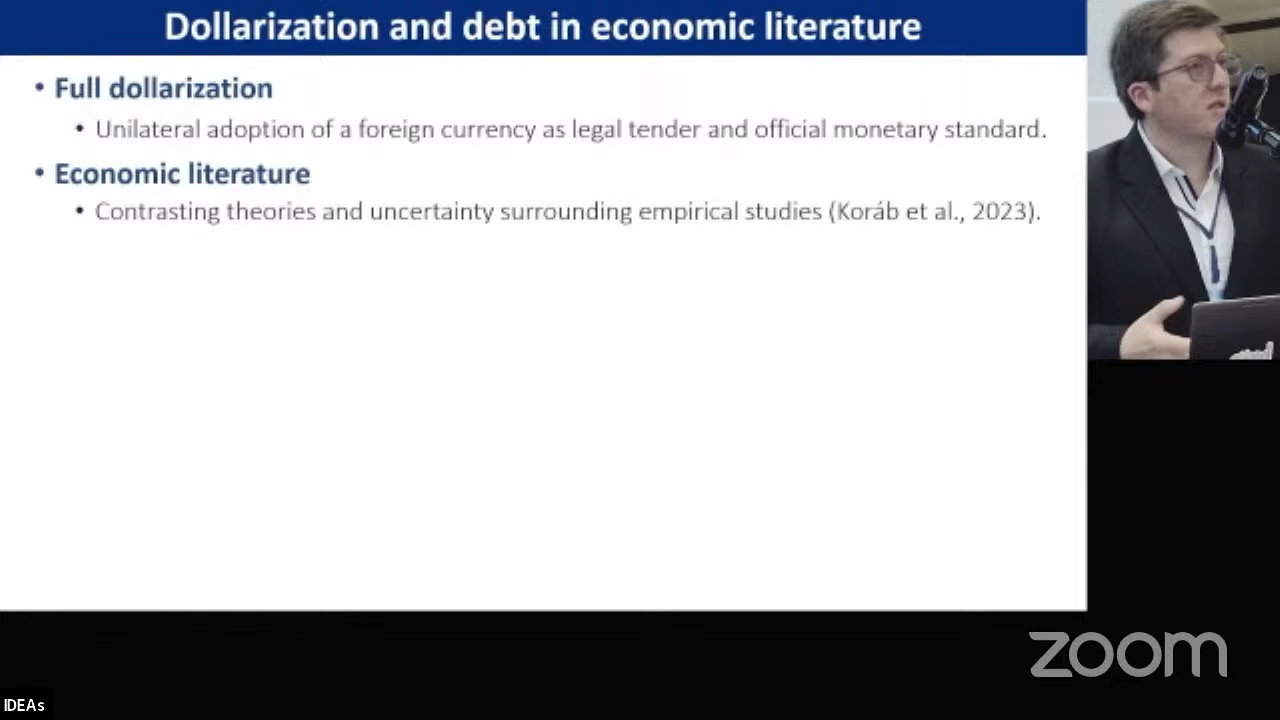 Dollarization and debt in economic literature
• Full dollarization
• Unilateral adoption of a foreign currency as legal tender and official monetary standard.
• Economic literature
• Contrasting theories and uncertainty surrounding empirical studies (Koráb et al., 2023).
zoom
IDEAs